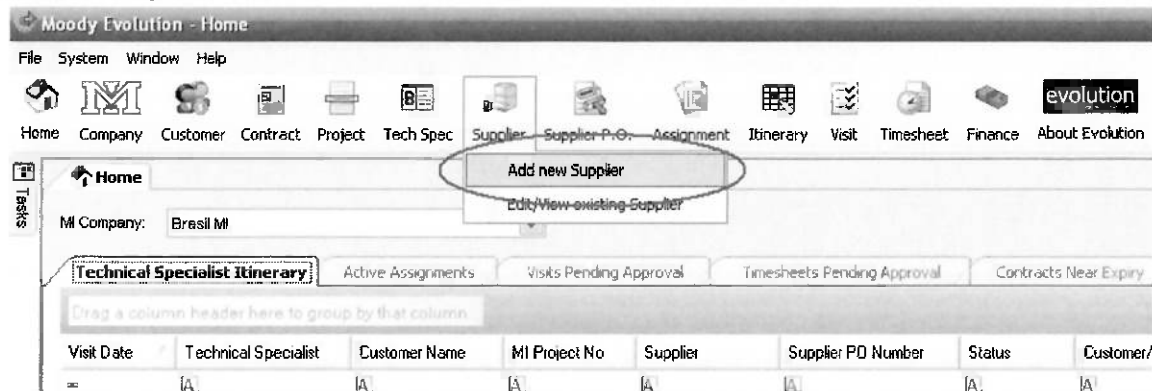 Moody Evolution - Home
File System Window Help
evolution
Home Company Customer Contract Project Tech Spec Supplier Supplier P.O. Assignment Itinerary Visit Timesheet Finance About Evolution
Add new Supplier
Edit/View existing Supplier
Tasks
Home
MI Company: Brasil MI
Technical Specialist Itinerary Active Assignments Visits Pending Approval Timesheets Pending Approval Contracts Near Expiry
Drag a column header here to group by that column
Visit Date Technical Specialist Customer Name MI Project No Supplier Supplier PO Number Status Customer/
= A A A A A A A